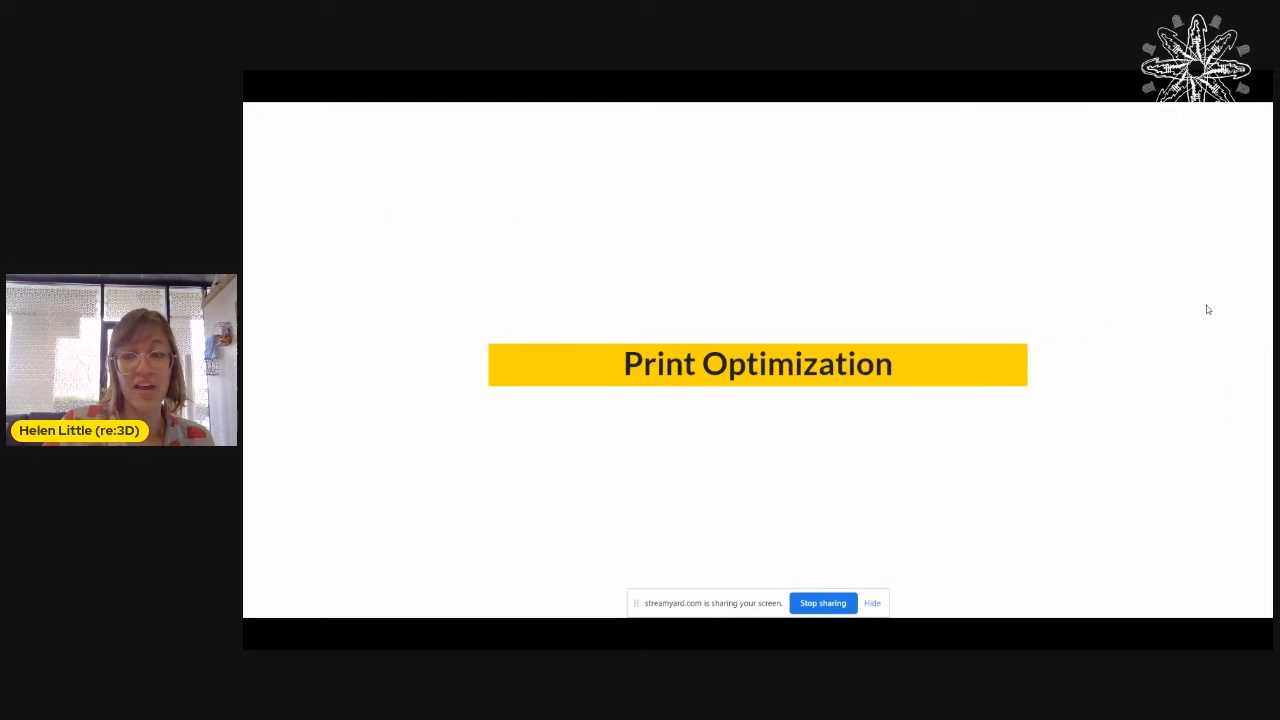 Print Optimization
Helen Little (re:3D)
streamyard.com is sharing your screen.
Stop sharing
Hide